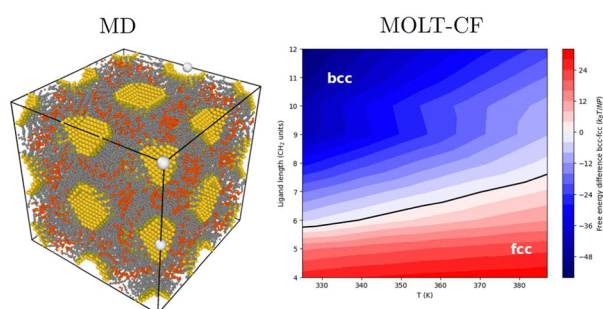 MD
MOLT-CF
12
11
10
9
8
7
6
5
4
Ligand length (CH₂ units)
bcc
fcc
330 340 350 360 370 380
T (K)
24
12
0
−12
−24
−36
−48
Free energy difference bcc-fcc (k_BT/NP)